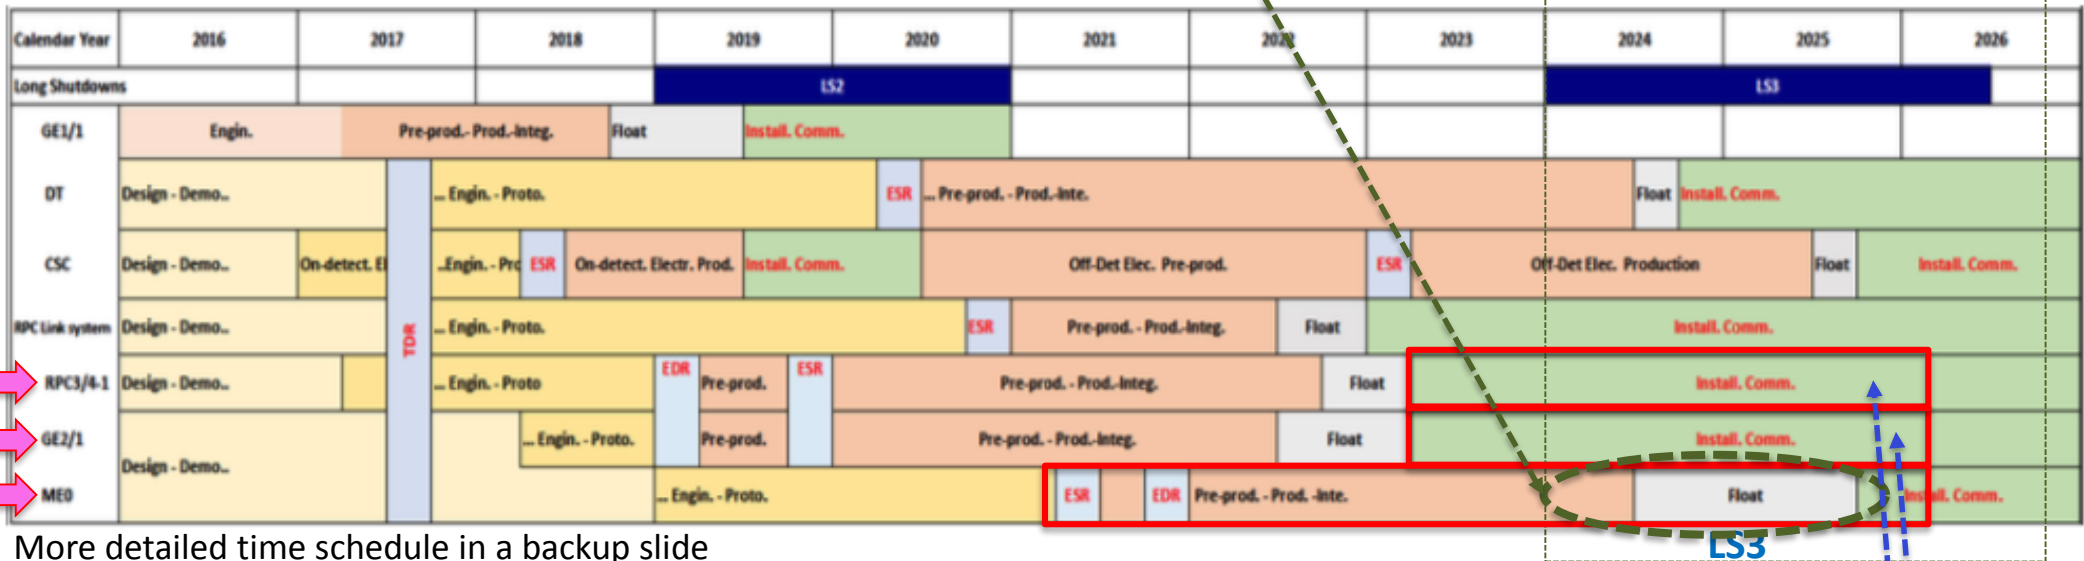 Calendar Year 2016 2017 2018 2019 2020 2021 2022 2023 2024 2025 2026
Long Shutdowns LS2 LS3
GE1/1 Engin. Pre-prod.- Prod.-Integ. Float Install. Comm.
DT Design - Demo... ... Engin. - Proto. ESR ... Pre-prod. - Prod.-Inte. Float Install. Comm.
CSC Design - Demo... On-detect. El ...Engin. - Pro ESR On-detect. Electr. Prod. Install. Comm. Off-Det Elec. Pre-prod. ESR Off-Det Elec. Production Float Install. Comm.
RPC Link system Design - Demo... TDR ... Engin. - Proto. ESR Pre-prod. - Prod.-Integ. Float Install. Comm.
RPC3/4-1 Design - Demo... ... Engin. - Proto EDR Pre-prod. ESR Pre-prod. - Prod.-Integ. Float Install. Comm.
GE2/1 Design - Demo... ... Engin. - Proto. Pre-prod. Pre-prod. - Prod.-Integ. Float Install. Comm.
ME0 ... Engin. - Proto. ESR EDR Pre-prod. - Prod. -Inte. Float Install. Comm.
More detailed time schedule in a backup slide LS3